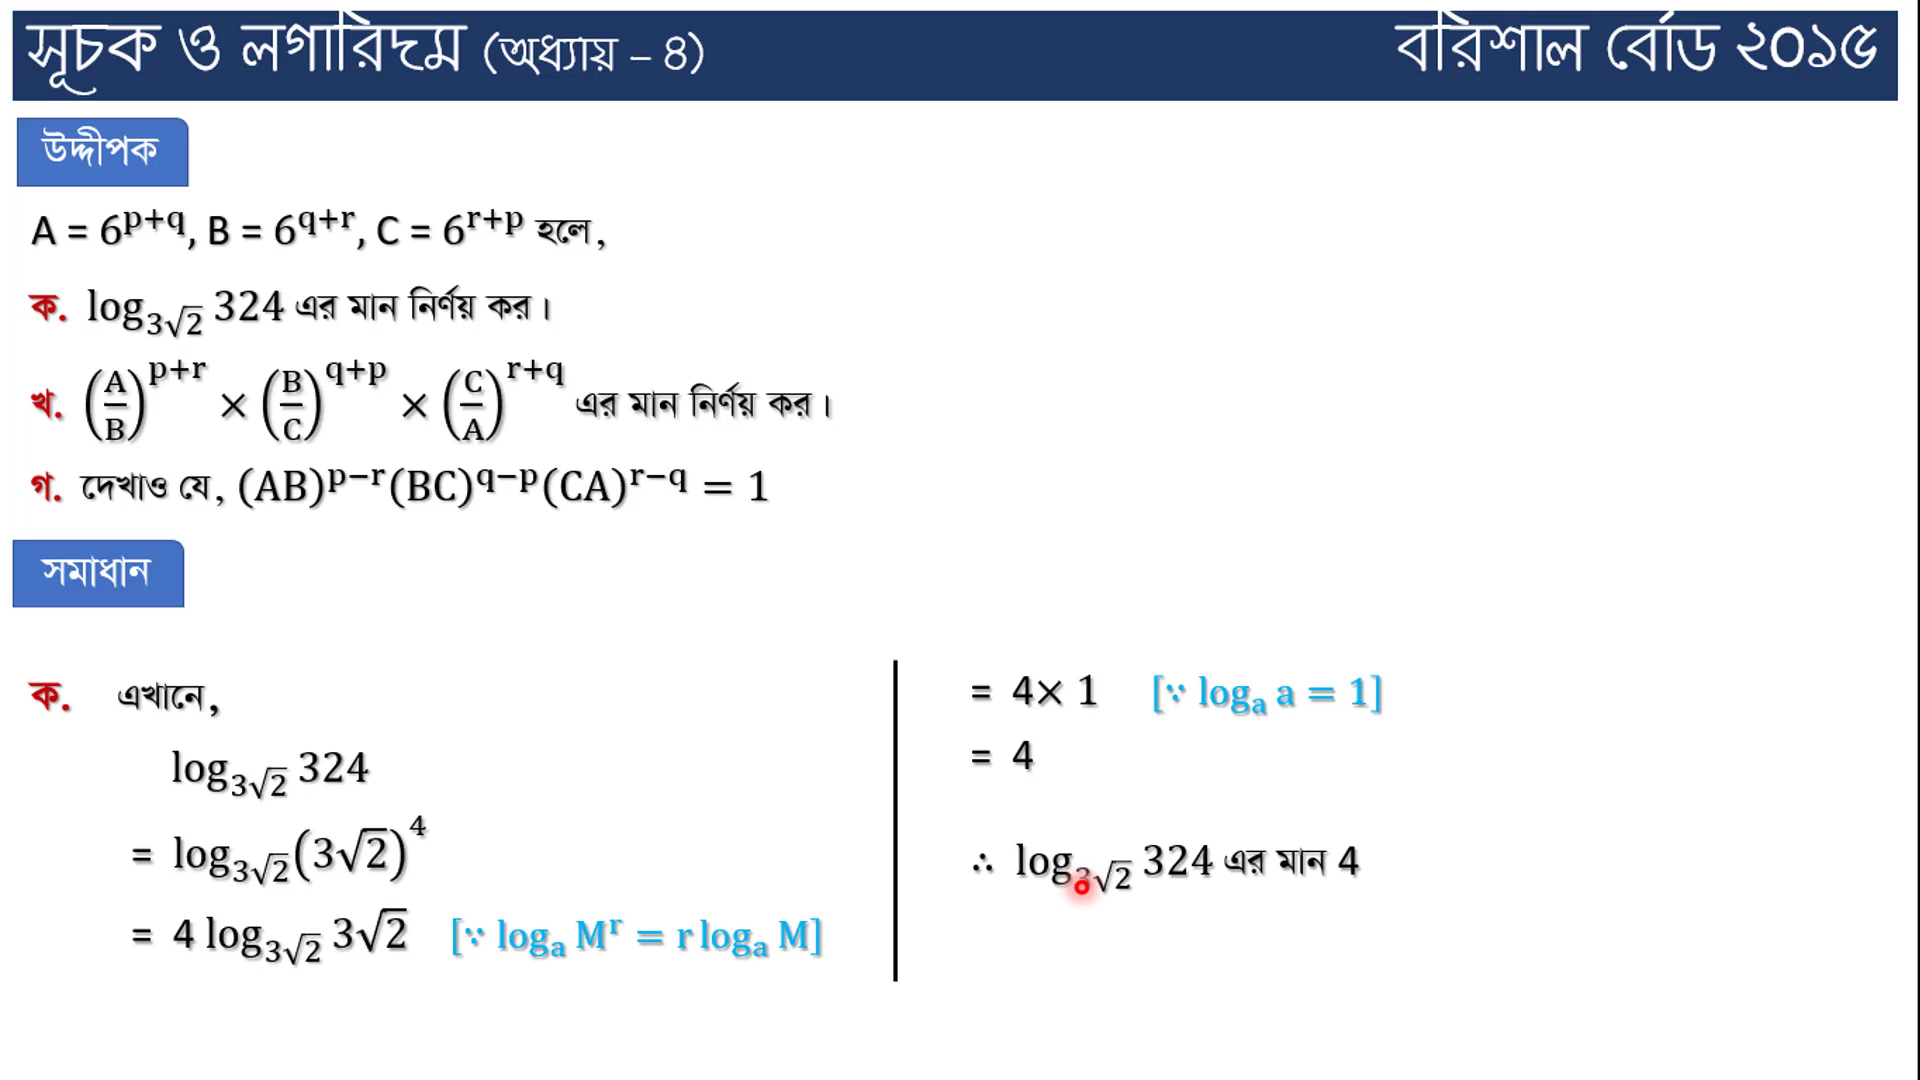 সূচক ও লগারিদম (অধ্যায় – ৪) বরিশাল বোর্ড ২০১৫
উদ্দীপক
A = 6^{p+q}, B = 6^{q+r}, C = 6^{r+p} হলে,
ক. log_{3√2} 324 এর মান নির্ণয় কর।
খ. (A/B)^{p+r} × (B/C)^{q+p} × (C/A)^{r+q} এর মান নির্ণয় কর।
গ. দেখাও যে, (AB)^{p−r}(BC)^{q−p}(CA)^{r−q} = 1
সমাধান
ক. এখানে,
log_{3√2} 324
= log_{3√2}(3√2)^4
= 4 log_{3√2} 3√2 [∵ log_a M^r = r log_a M]
= 4× 1 [∵ log_a a = 1]
= 4
∴ log_{3√2} 324 এর মান 4